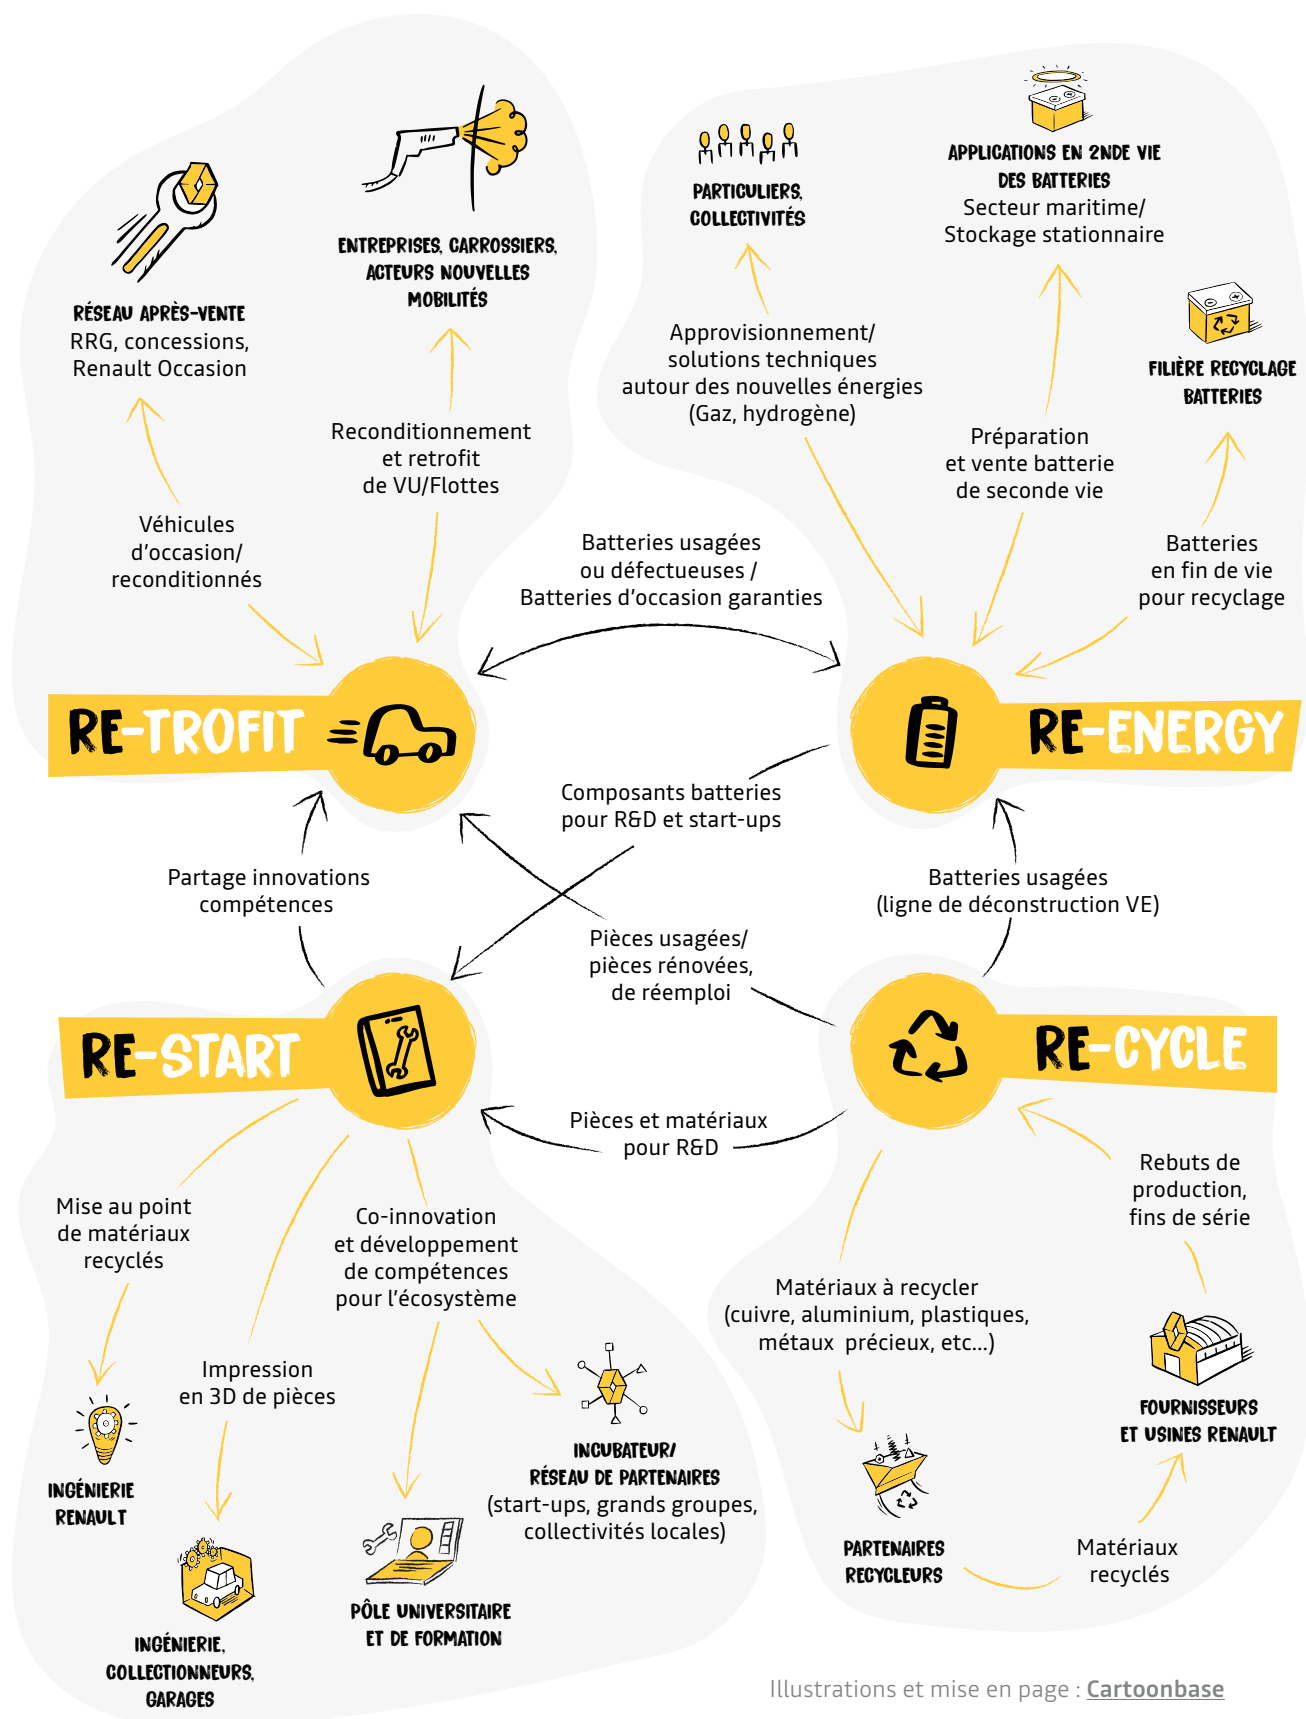 RÉSEAU APRÈS-VENTE
RRG, concessions,
Renault Occasion
ENTREPRISES, CARROSSIERS,
ACTEURS NOUVELLES
MOBILITÉS
Véhicules
d'occasion/
reconditionnés
Reconditionnement
et retrofit
de VU/Flottes
PARTICULIERS,
COLLECTIVITÉS
APPLICATIONS EN 2NDE VIE
DES BATTERIES
Secteur maritime/
Stockage stationnaire
FILIÈRE RECYCLAGE
BATTERIES
Approvisionnement/
solutions techniques
autour des nouvelles énergies
(Gaz, hydrogène)
Préparation
et vente batterie
de seconde vie
Batteries
en fin de vie
pour recyclage
Batteries usagées
ou défectueuses /
Batteries d'occasion garanties
RE-TROFIT
RE-ENERGY
Composants batteries
pour R&D et start-ups
Partage innovations
compétences
Batteries usagées
(ligne de déconstruction VE)
Pièces usagées/
pièces rénovées,
de réemploi
RE-START
RE-CYCLE
Pièces et matériaux
pour R&D
Mise au point
de matériaux
recyclés
Co-innovation
et développement
de compétences
pour l'écosystème
Impression
en 3D de pièces
INGÉNIERIE
RENAULT
INGÉNIERIE,
COLLECTIONNEURS,
GARAGES
PÔLE UNIVERSITAIRE
ET DE FORMATION
INCUBATEUR/
RÉSEAU DE PARTENAIRES
(start-ups, grands groupes,
collectivités locales)
Rebuts de
production,
fins de série
Matériaux à recycler
(cuivre, aluminium, plastiques,
métaux précieux, etc...)
FOURNISSEURS
ET USINES RENAULT
PARTENAIRES
RECYCLEURS
Matériaux
recyclés
Illustrations et mise en page : Cartoonbase